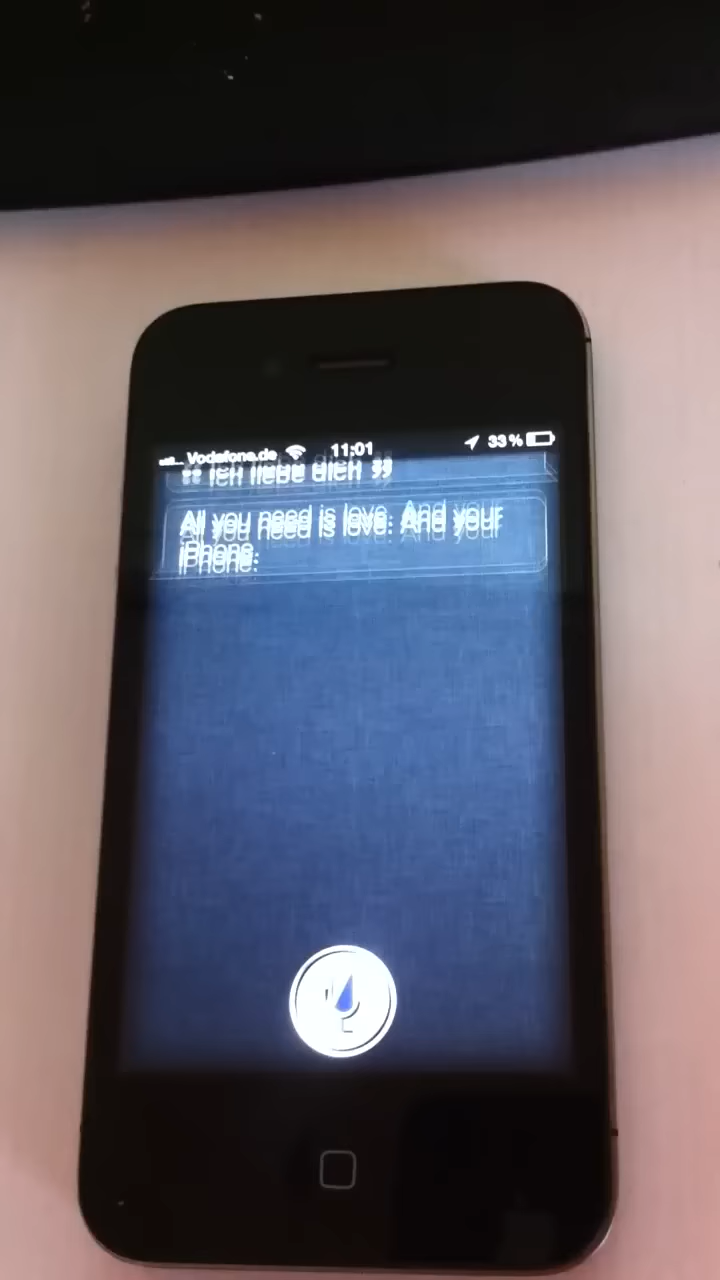 Vodafone.de 11:01 33 %
“ Ich liebe dich ”
All you need is love. And your
iPhone.